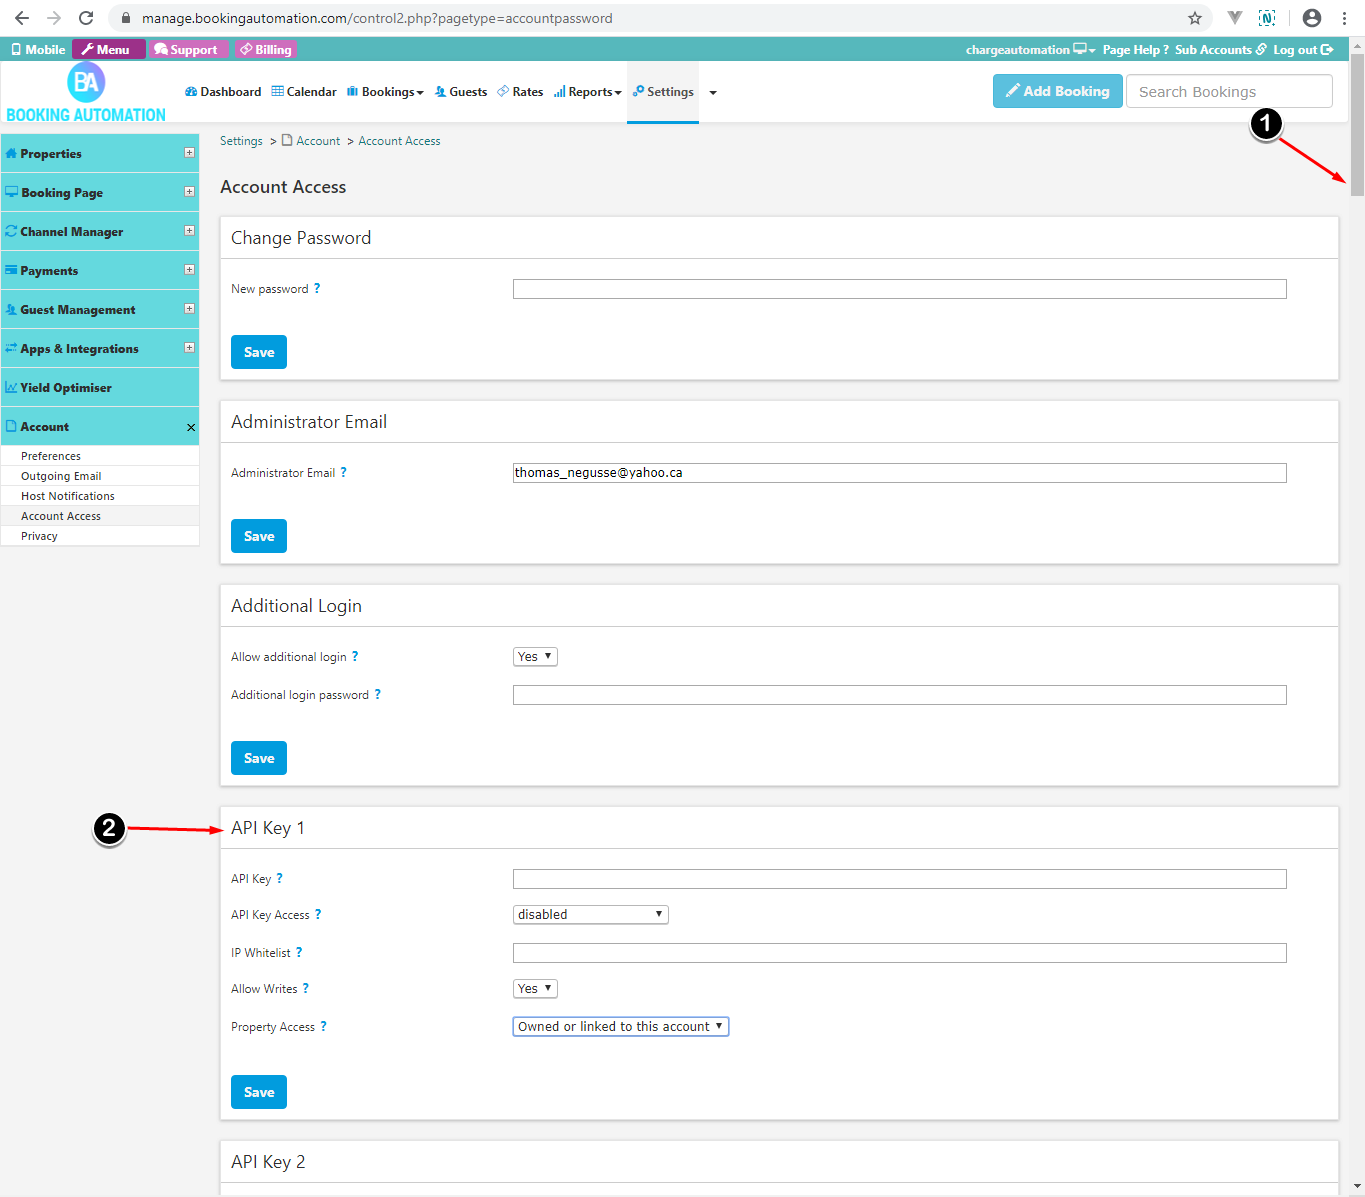 manage.bookingautomation.com/control2.php?pagetype=accountpassword
Mobile Menu Support Billing chargeautomation Page Help ? Sub Accounts Log out
BA
BOOKING AUTOMATION
Dashboard Calendar Bookings Guests Rates Reports Settings Add Booking Search Bookings
1
Settings > Account > Account Access
Properties
Booking Page
Channel Manager
Payments
Guest Management
Apps & Integrations
Yield Optimiser
Account
Preferences
Outgoing Email
Host Notifications
Account Access
Privacy
Account Access
Change Password
New password ?
Save
Administrator Email
Administrator Email ? thomas_negusse@yahoo.ca
Save
Additional Login
Allow additional login ? Yes
Additional login password ?
Save
2
API Key 1
API Key ?
API Key Access ? disabled
IP Whitelist ?
Allow Writes ? Yes
Property Access ? Owned or linked to this account
Save
API Key 2